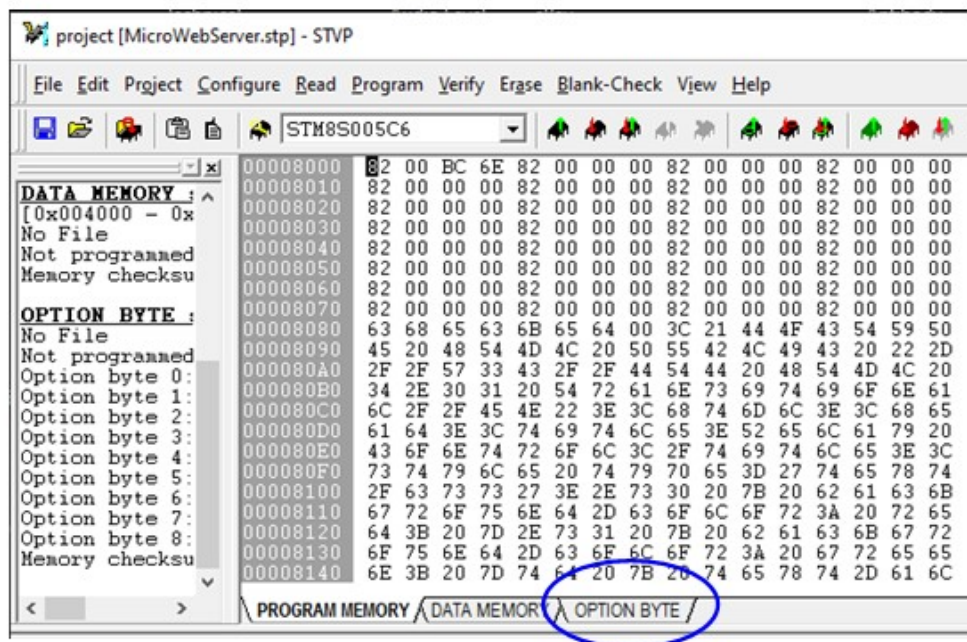 project [MicroWebServer.stp] - STVP
File Edit Project Configure Read Program Verify Erase Blank-Check View Help
STM8S005C6
DATA MEMORY :
[0x004000 - 0x
No File
Not programmed
Memory checksu
OPTION BYTE :
No File
Not programmed
Option byte 0:
Option byte 1:
Option byte 2:
Option byte 3:
Option byte 4:
Option byte 5:
Option byte 6:
Option byte 7:
Option byte 8:
Memory checksu
00008000 82 00 BC 6E 82 00 00 00 82 00 00 00 82 00 00 00
00008010 82 00 00 00 82 00 00 00 82 00 00 00 82 00 00 00
00008020 82 00 00 00 82 00 00 00 82 00 00 00 82 00 00 00
00008030 82 00 00 00 82 00 00 00 82 00 00 00 82 00 00 00
00008040 82 00 00 00 82 00 00 00 82 00 00 00 82 00 00 00
00008050 82 00 00 00 82 00 00 00 82 00 00 00 82 00 00 00
00008060 82 00 00 00 82 00 00 00 82 00 00 00 82 00 00 00
00008070 82 00 00 00 82 00 00 00 82 00 00 00 82 00 00 00
00008080 63 68 65 63 6B 65 64 00 3C 21 44 4F 43 54 59 50
00008090 45 20 48 54 4D 4C 20 50 55 42 4C 49 43 20 22 2D
000080A0 2F 2F 57 33 43 2F 2F 44 54 44 20 48 54 4D 4C 20
000080B0 34 2E 30 31 20 54 72 61 6E 73 69 74 69 6F 6E 61
000080C0 6C 2F 2F 45 4E 22 3E 3C 68 74 6D 6C 3E 3C 68 65
000080D0 61 64 3E 3C 74 69 74 6C 65 3E 52 65 6C 61 79 20
000080E0 43 6F 6E 74 72 6F 6C 3C 2F 74 69 74 6C 65 3E 3C
000080F0 73 74 79 6C 65 20 74 79 70 65 3D 27 74 65 78 74
00008100 2F 63 73 73 27 3E 2E 73 30 20 7B 20 62 61 63 6B
00008110 67 72 6F 75 6E 64 2D 63 6F 6C 6F 72 3A 20 72 65
00008120 64 3B 20 7D 2E 73 31 20 7B 20 62 61 63 6B 67 72
00008130 6F 75 6E 64 2D 63 6F 6C 6F 72 3A 20 67 72 65 65
00008140 6E 3B 20 7D 74 64 20 7B 20 74 65 78 74 2D 61 6C
PROGRAM MEMORY DATA MEMORY OPTION BYTE